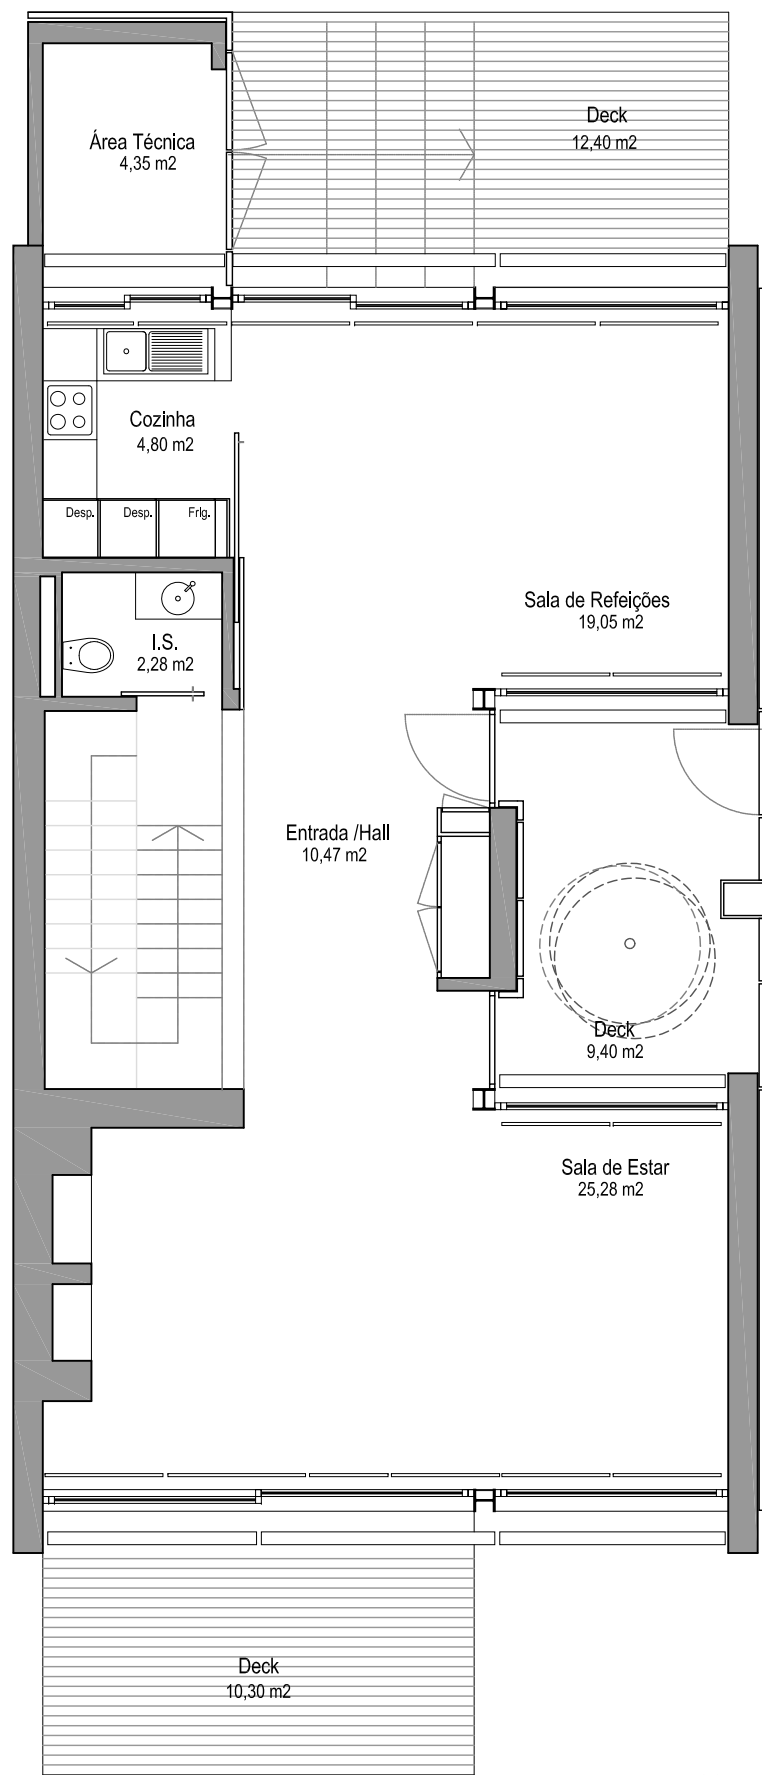 Deck
12,40 m2
Área Técnica
4,35 m2
Cozinha
4,80 m2
Desp.
Desp.
Frig.
Sala de Refeições
19,05 m2
I.S.
2,28 m2
Entrada /Hall
10,47 m2
Deck
9,40 m2
Sala de Estar
25,28 m2
Deck
10,30 m2